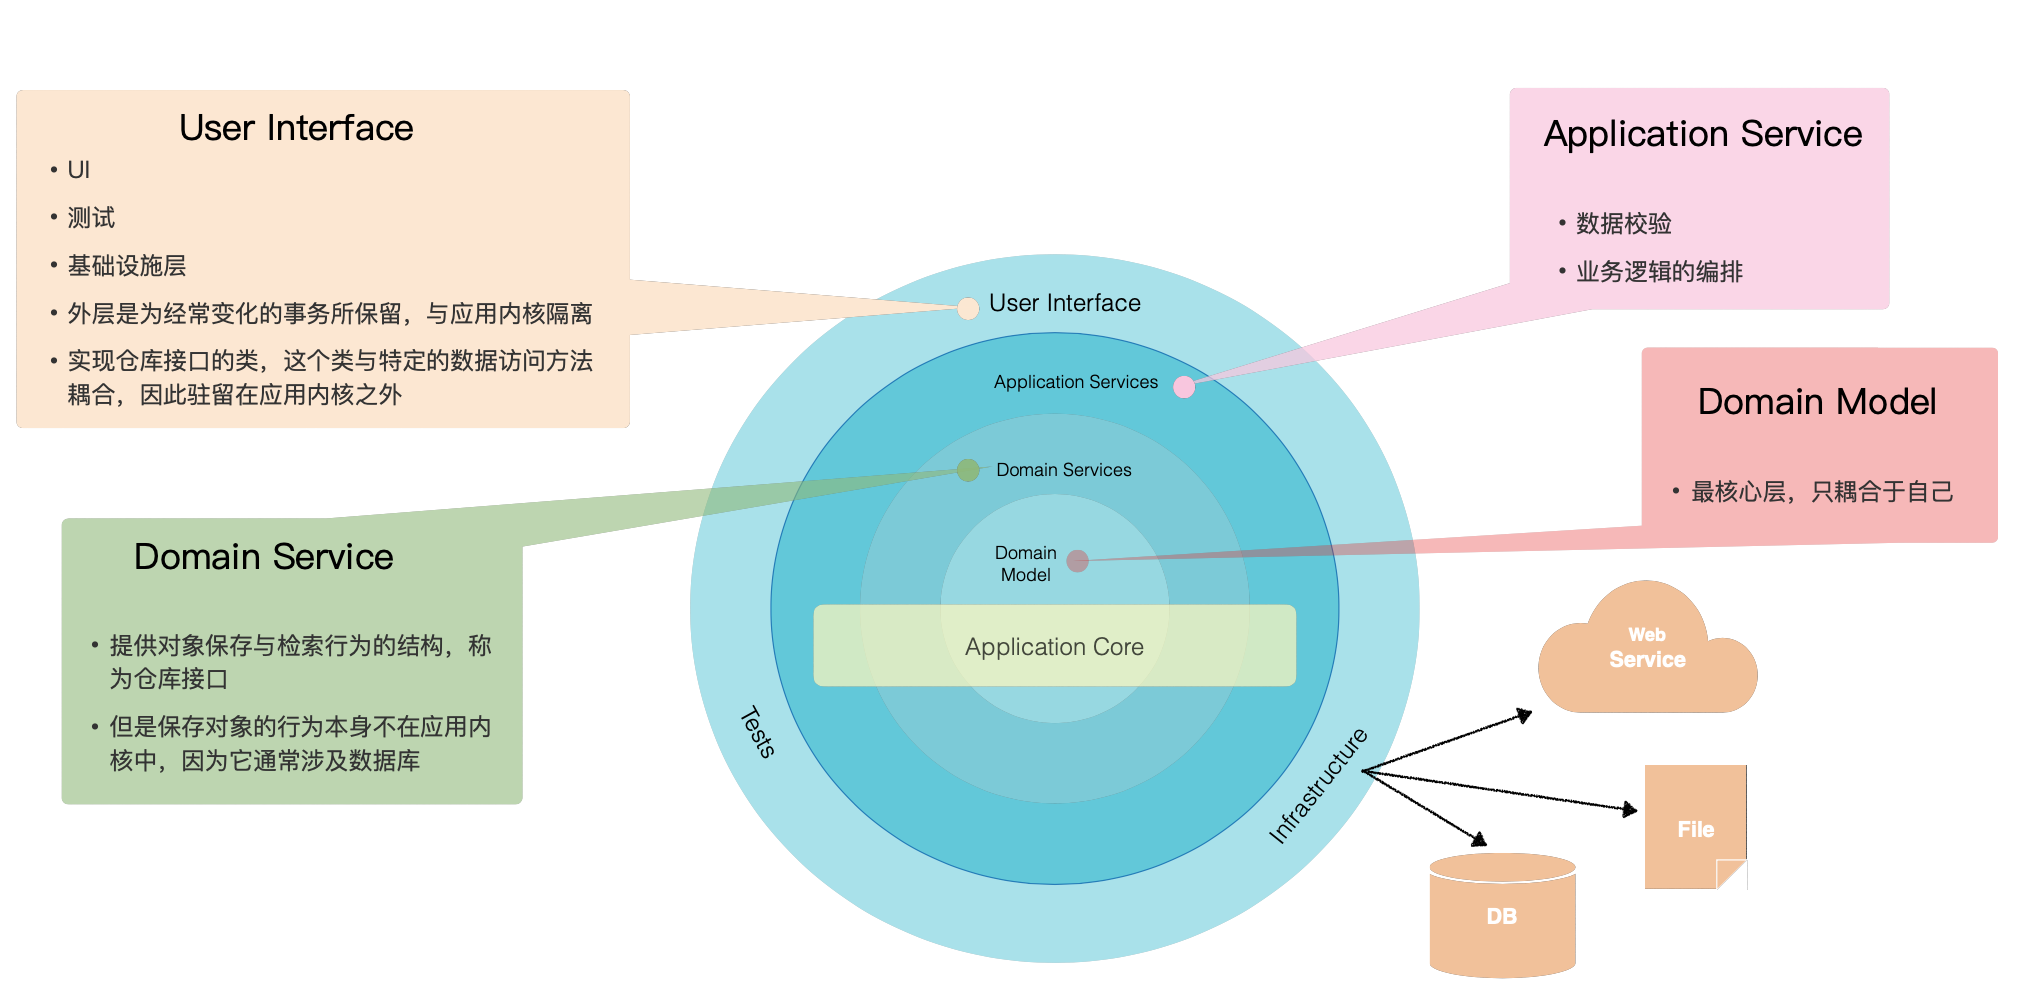 User Interface
• UI
• 测试
• 基础设施层
• 外层是为经常变化的事务所保留，与应用内核隔离
• 实现仓库接口的类，这个类与特定的数据访问方法
耦合，因此驻留在应用内核之外
Application Service
• 数据校验
• 业务逻辑的编排
Domain Model
• 最核心层，只耦合于自己
Domain Service
• 提供对象保存与检索行为的结构，称
为仓库接口
• 但是保存对象的行为本身不在应用内
核中，因为它通常涉及数据库
User Interface
Application Services
Domain Services
Domain
Model
Application Core
Tests
Infrastructure
Web
Service
File
DB